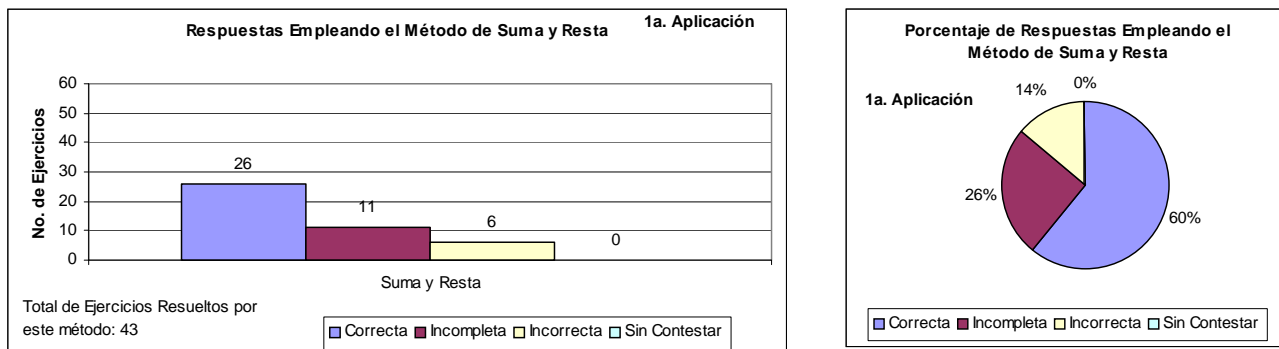 Respuestas Empleando el Método de Suma y Resta
1a. Aplicación
No. de Ejercicios
60
50
40
30
20
10
0
26
11
6
0
Suma y Resta
Total de Ejercicios Resueltos por
este método: 43
Correcta Incompleta Incorrecta Sin Contestar
Porcentaje de Respuestas Empleando el
Método de Suma y Resta
1a. Aplicación
14%
0%
26%
60%
Correcta Incompleta Incorrecta Sin Contestar